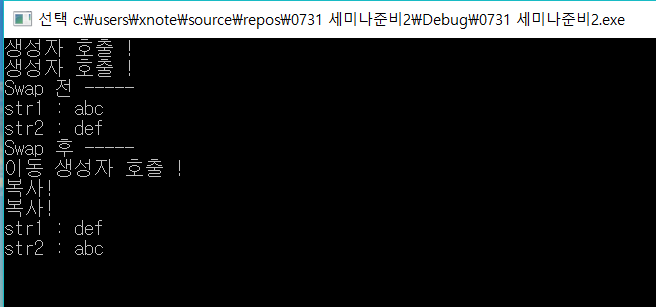 선택 c:₩users₩xnote₩source₩repos₩0731 세미나준비2₩Debug₩0731 세미나준비2.exe
생성자 호출 !
생성자 호출 !
Swap 전 -----
str1 : abc
str2 : def
Swap 후 -----
이동 생성자 호출 !
복사!
복사!
str1 : def
str2 : abc